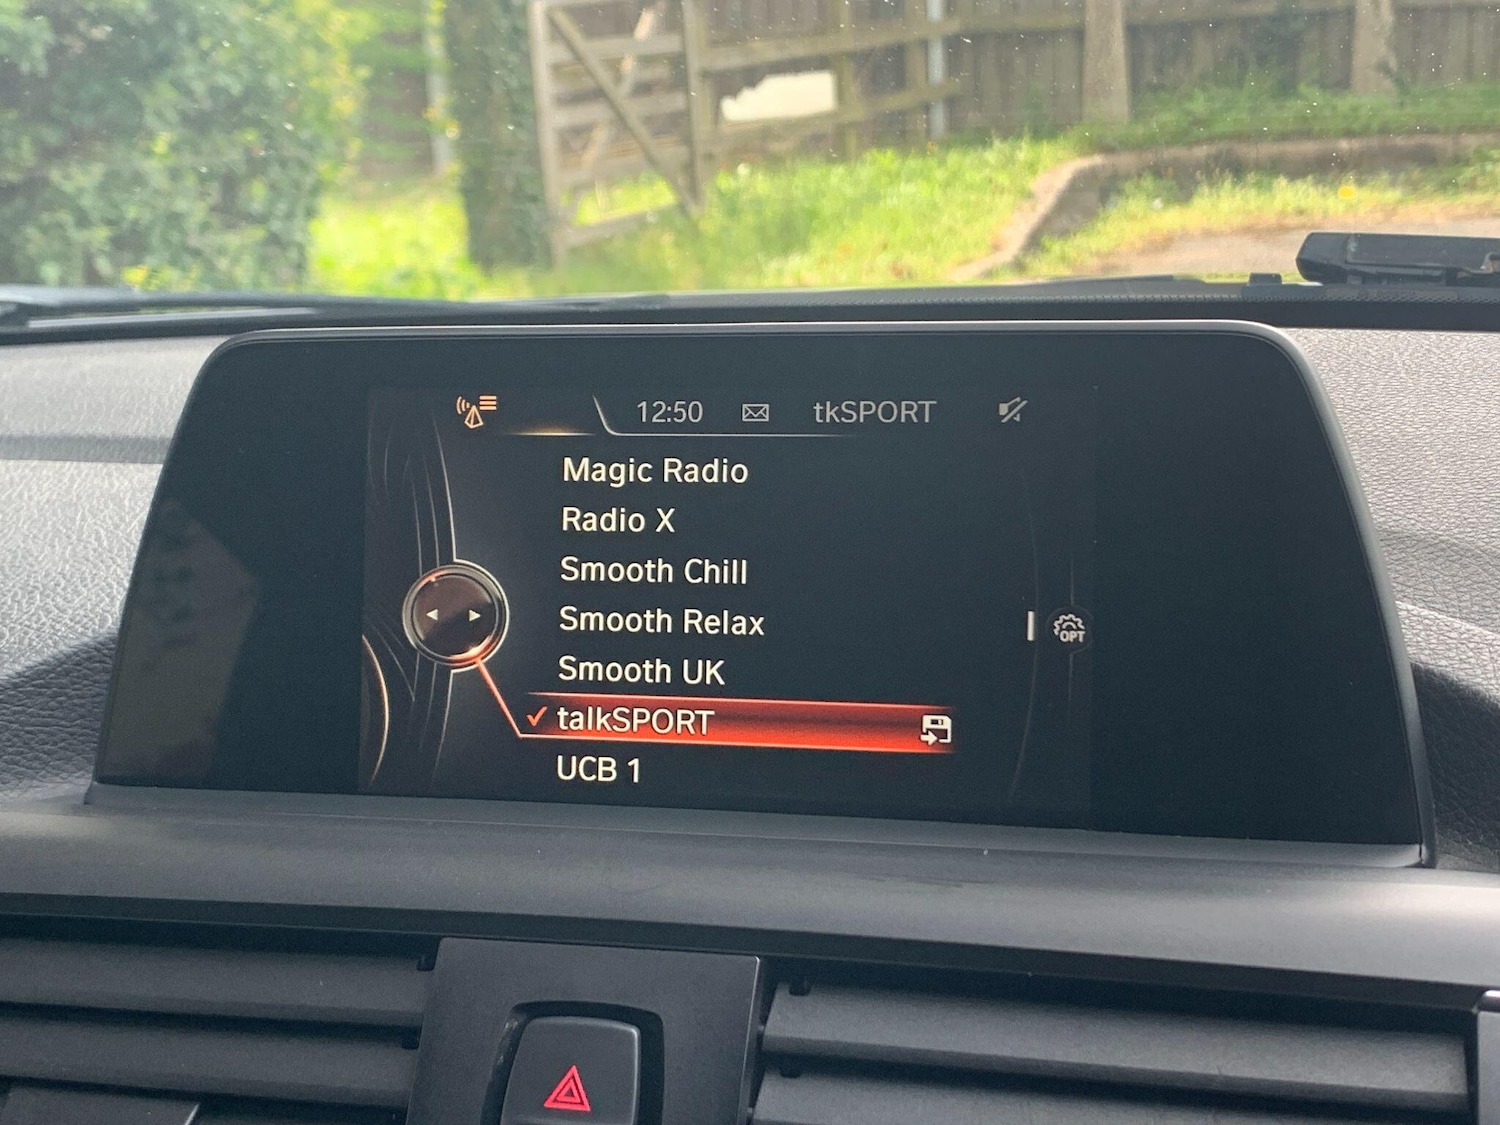 12:50 tkSPORT
Magic Radio
Radio X
Smooth Chill
Smooth Relax
OPT
Smooth UK
talkSPORT
UCB 1